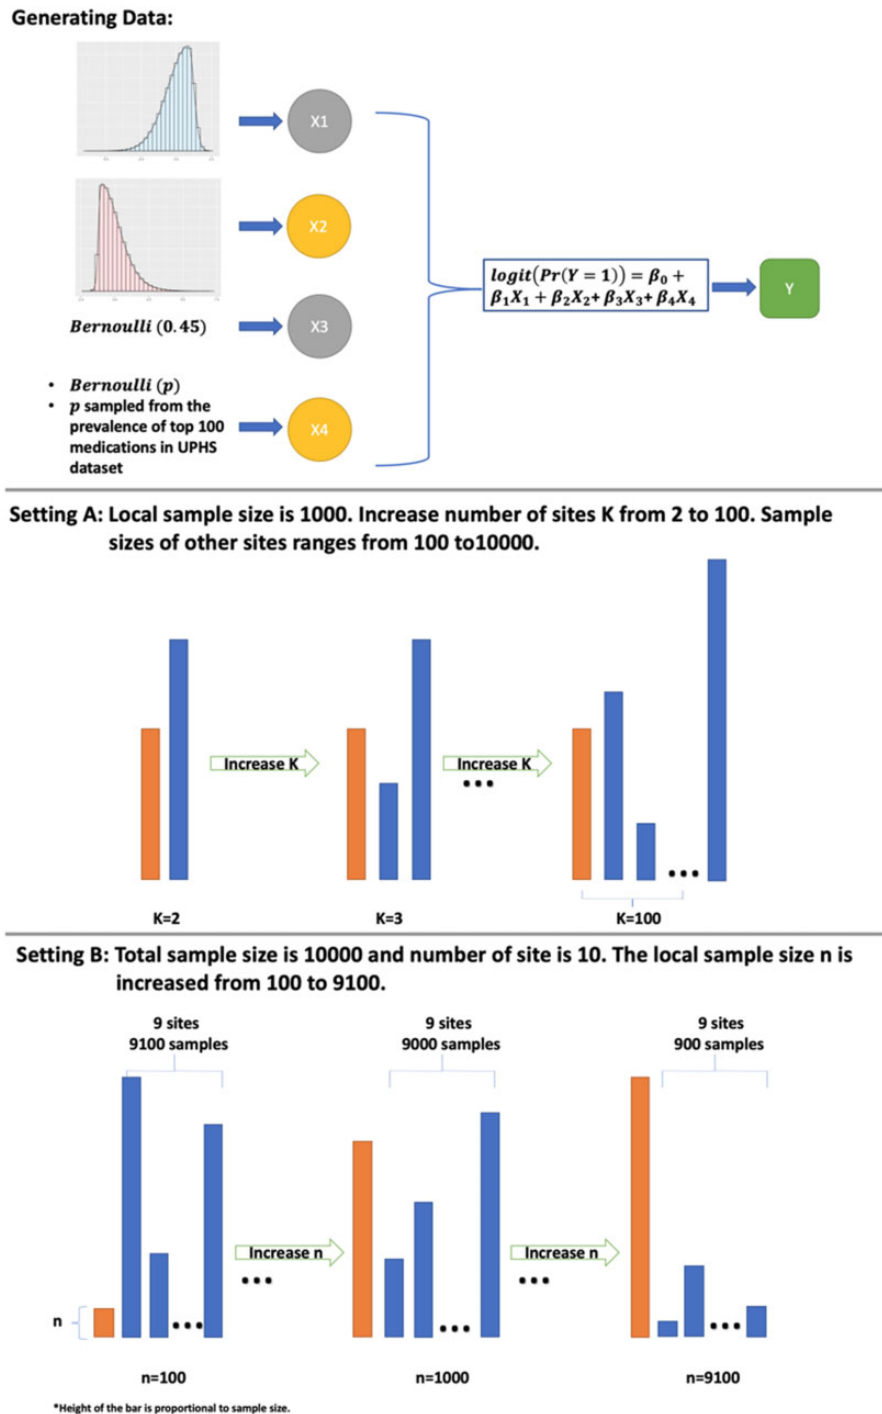 Generating Data:
X1
X2
Bernoulli (0.45)
X3
• Bernoulli (p)
• p sampled from the
prevalence of top 100
medications in UPHS
dataset
X4
logit(Pr(Y = 1)) = β₀ +
β₁X₁ + β₂X₂+ β₃X₃+ β₄X₄
Y
Setting A: Local sample size is 1000. Increase number of sites K from 2 to 100. Sample
sizes of other sites ranges from 100 to10000.
Increase K
Increase K
•••
•••
K=2
K=3
K=100
Setting B: Total sample size is 10000 and number of site is 10. The local sample size n is
increased from 100 to 9100.
9 sites
9100 samples
9 sites
9000 samples
9 sites
900 samples
Increase n
•••
Increase n
•••
n
•••
•••
•••
n=100
n=1000
n=9100
*Height of the bar is proportional to sample size.